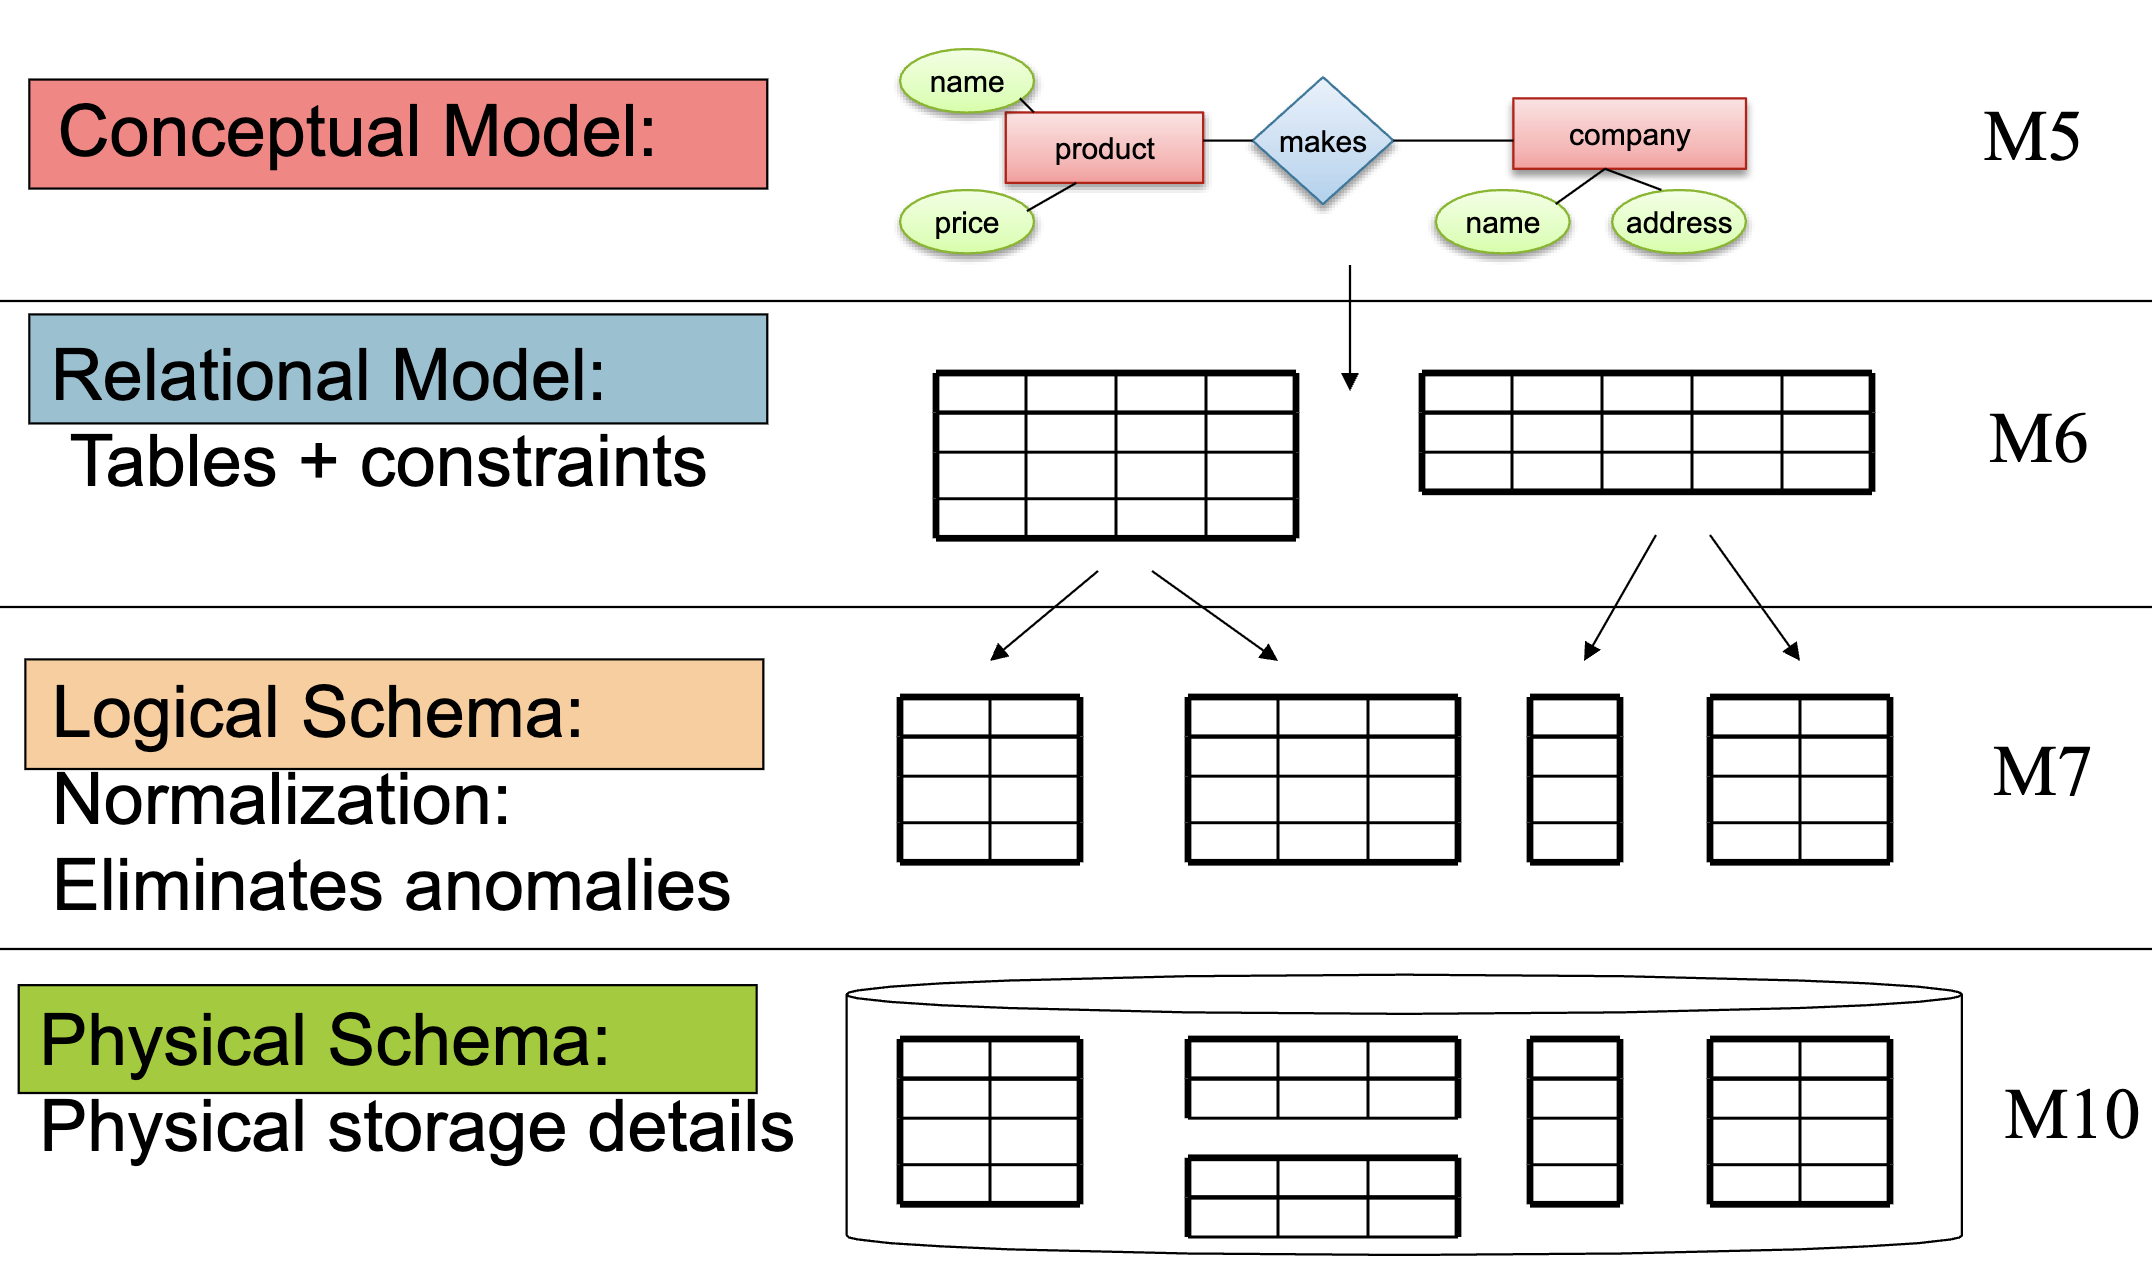 Conceptual Model:
name
product
makes
company
price
name
address
M5
Relational Model:
Tables + constraints
M6
Logical Schema:
Normalization:
Eliminates anomalies
M7
Physical Schema:
Physical storage details
M10